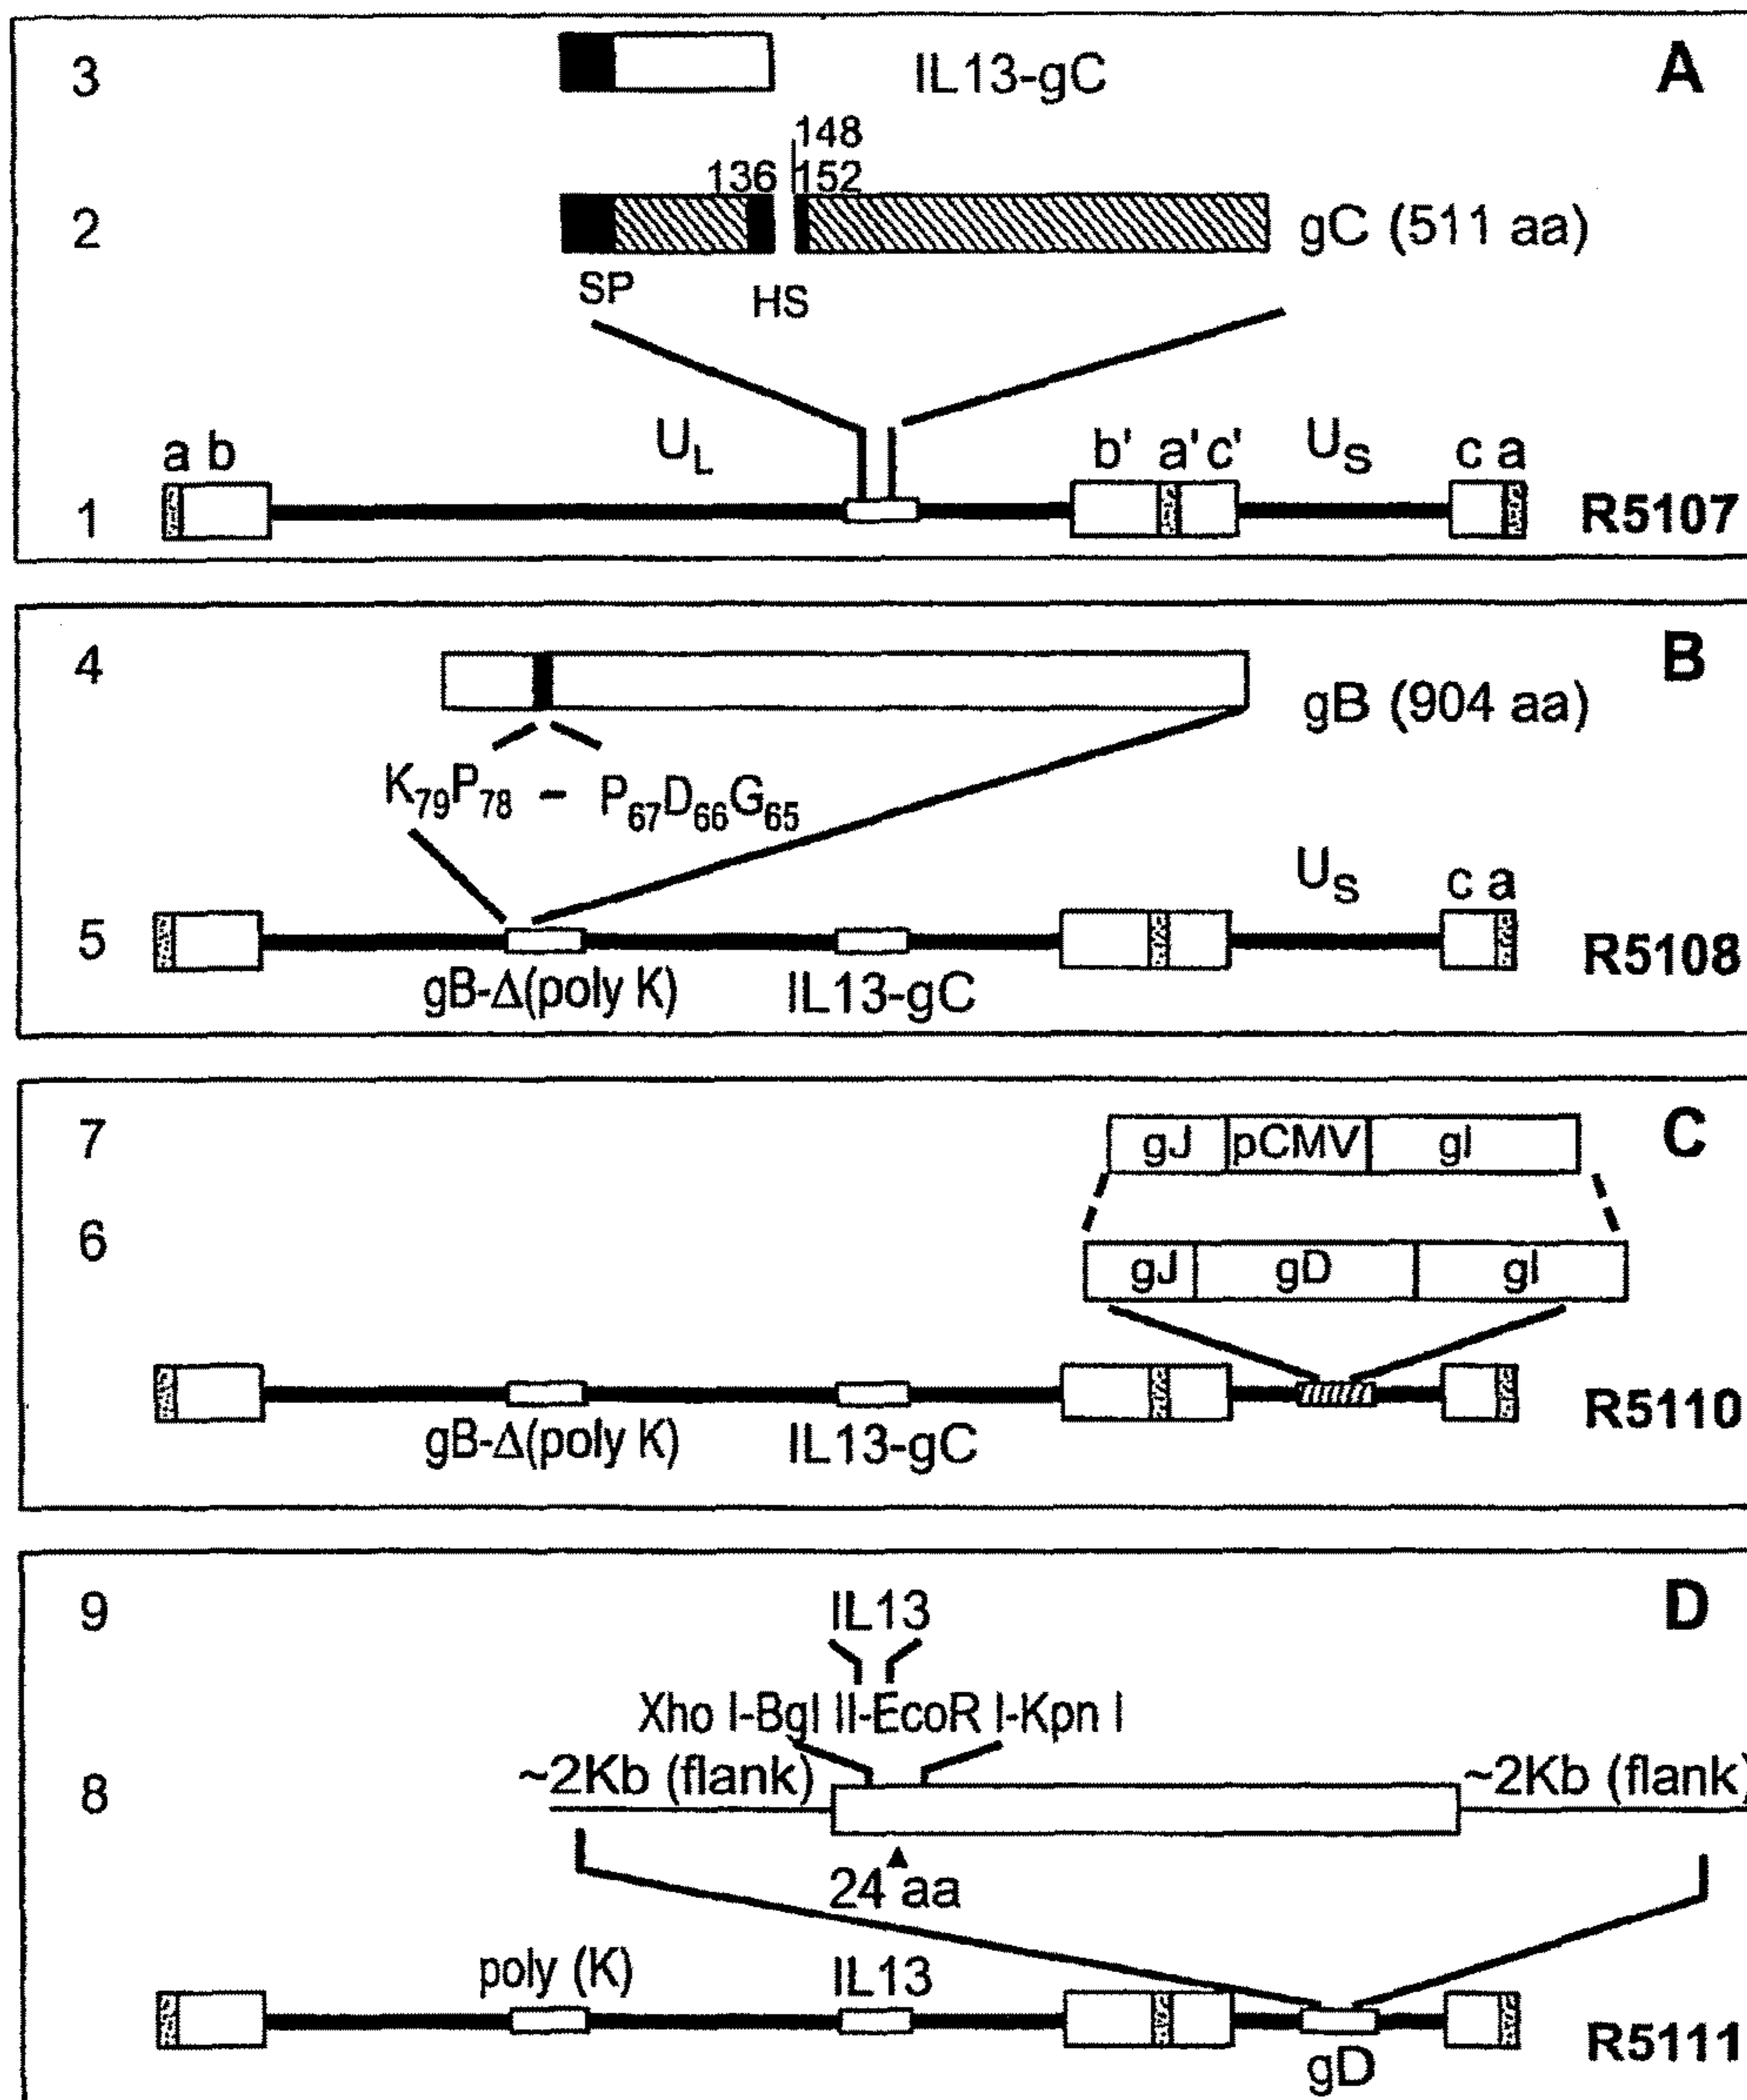 3 IL13-gC A
148
136 152
2 gC (511 aa)
SP HS
a b U_L b' a' c' U_S c a
1 R5107
4 gB (904 aa) B
K79P78 – P67D66G65
U_S c a
5 R5108
gB-Δ(poly K) IL13-gC
7 gJ pCMV gI C
6 gJ gD gI
R5110
gB-Δ(poly K) IL13-gC
9 IL13 D
Xho I-Bgl II-EcoR I-Kpn I
~2Kb (flank) ~2Kb (flank)
8
24 aa
poly (K) IL13
R5111
gD